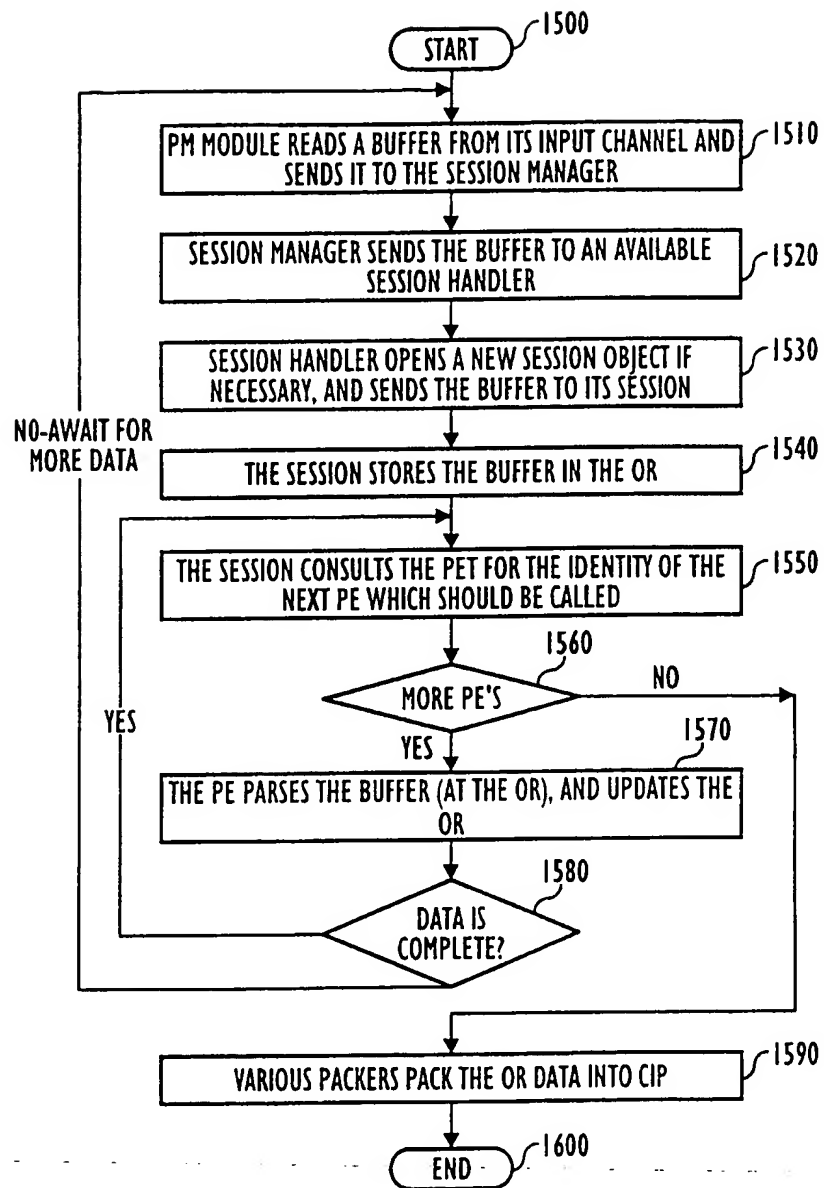 START
1500
PM MODULE READS A BUFFER FROM ITS INPUT CHANNEL AND
SENDS IT TO THE SESSION MANAGER
1510
SESSION MANAGER SENDS THE BUFFER TO AN AVAILABLE
SESSION HANDLER
1520
SESSION HANDLER OPENS A NEW SESSION OBJECT IF
NECESSARY, AND SENDS THE BUFFER TO ITS SESSION
1530
NO-AWAIT FOR
MORE DATA
THE SESSION STORES THE BUFFER IN THE OR
1540
THE SESSION CONSULTS THE PET FOR THE IDENTITY OF THE
NEXT PE WHICH SHOULD BE CALLED
1550
MORE PE'S
1560
NO
YES
YES
1570
THE PE PARSES THE BUFFER (AT THE OR), AND UPDATES THE
OR
DATA IS
COMPLETE?
1580
VARIOUS PACKERS PACK THE OR DATA INTO CIP
1590
END
1600